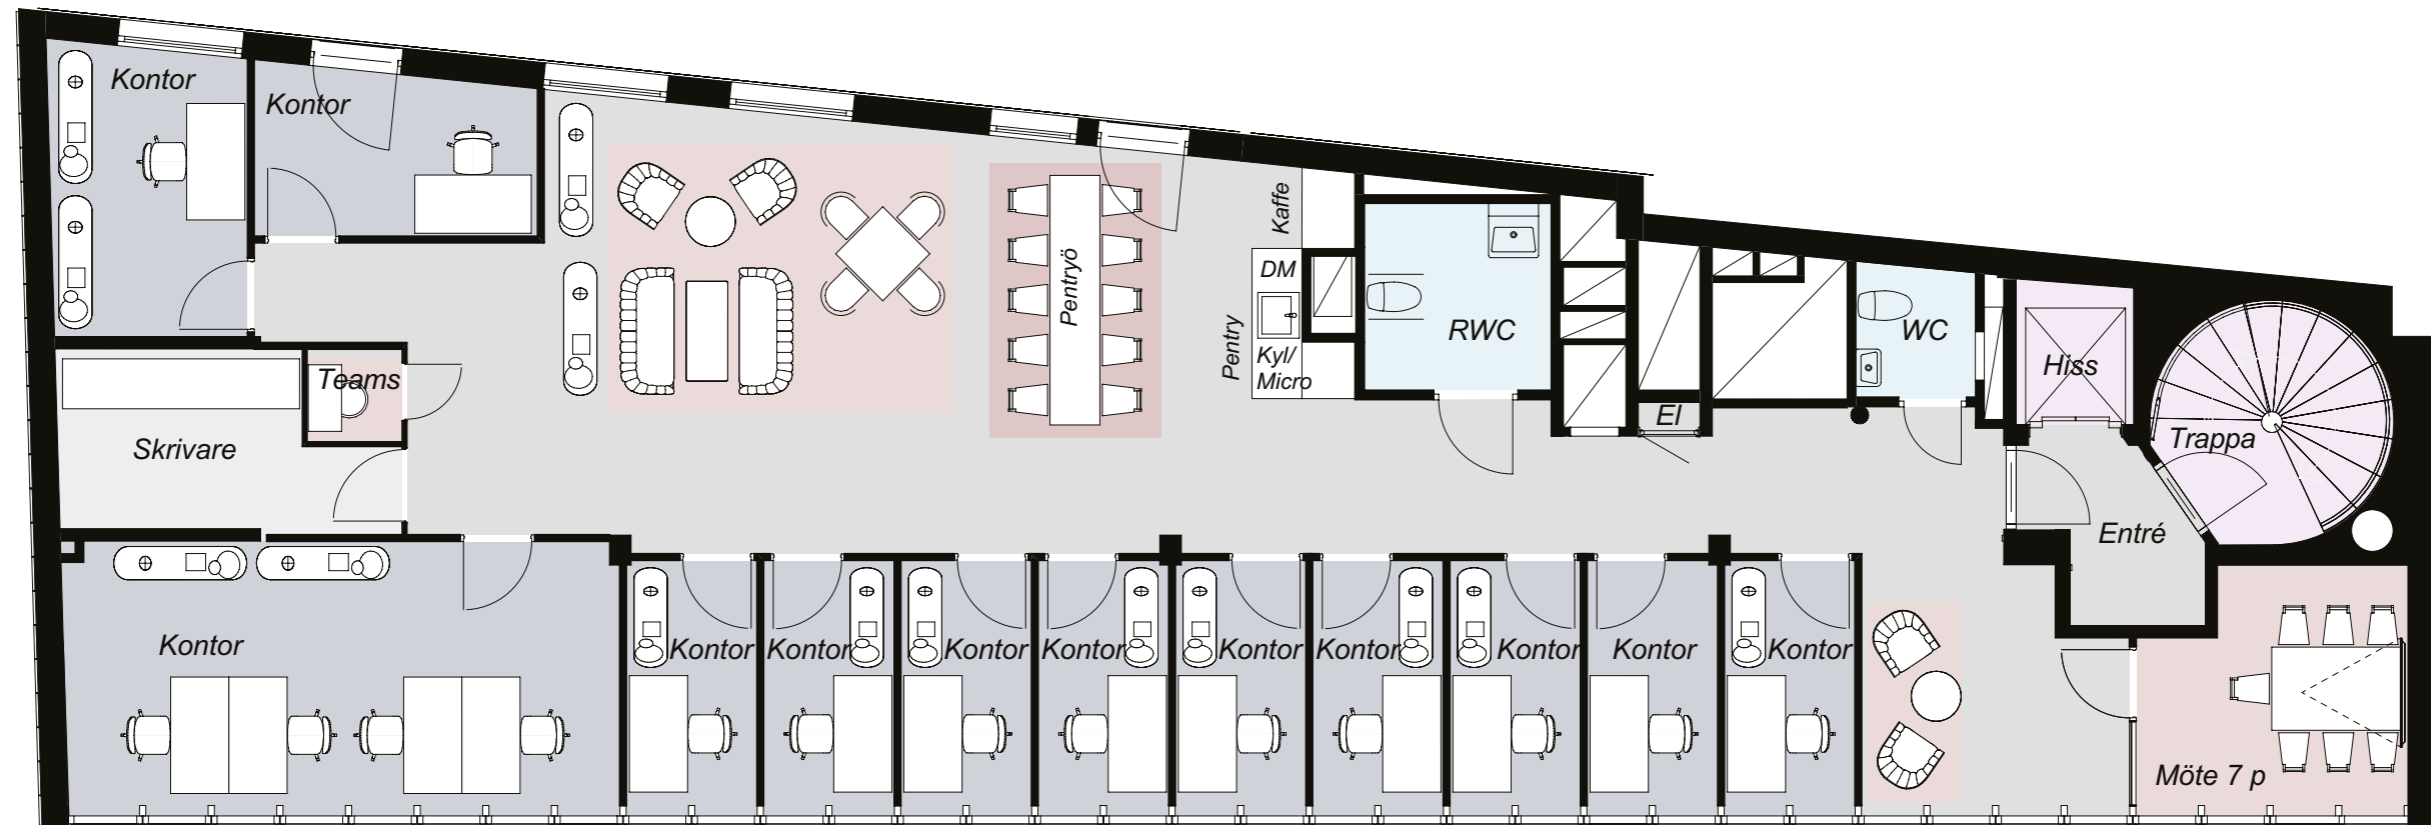 Kontor
Kontor
Kaffe
DM
Pentryö
Pentry
Kyl/
Micro
RWC
WC
Hiss
Teams
El
Trappa
Skrivare
Entré
Kontor
Kontor
Kontor
Kontor
Kontor
Kontor
Kontor
Kontor
Kontor
Kontor
Möte 7 p